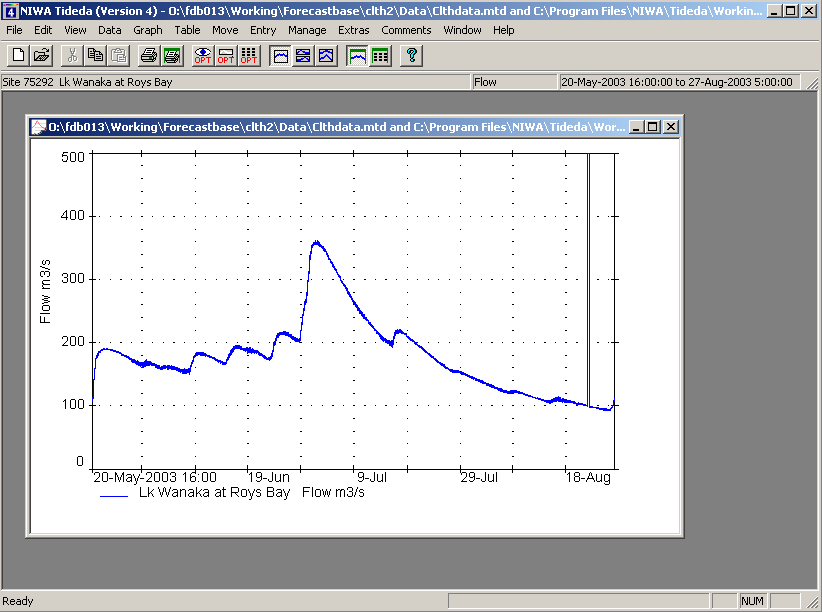 NIWA Tideda (Version 4) - O:\fdb013\Working\Forecastbase\clth2\Data\Clthdata.mtd and C:\Program Files\NIWA\Tideda\Workin...
File Edit View Data Graph Table Move Entry Manage Extras Comments Window Help
OPT OPT OPT ?
Site 75292 Lk Wanaka at Roys Bay Flow 20-May-2003 16:00:00 to 27-Aug-2003 5:00:00
O:\fdb013\Working\Forecastbase\clth2\Data\Clthdata.mtd and C:\Program Files\NIWA\Tideda\Wor...
500
400
300
200
100
0
Flow m3/s
20-May-2003 16:00 19-Jun 9-Jul 29-Jul 18-Aug
Lk Wanaka at Roys Bay Flow m3/s
Ready NUM